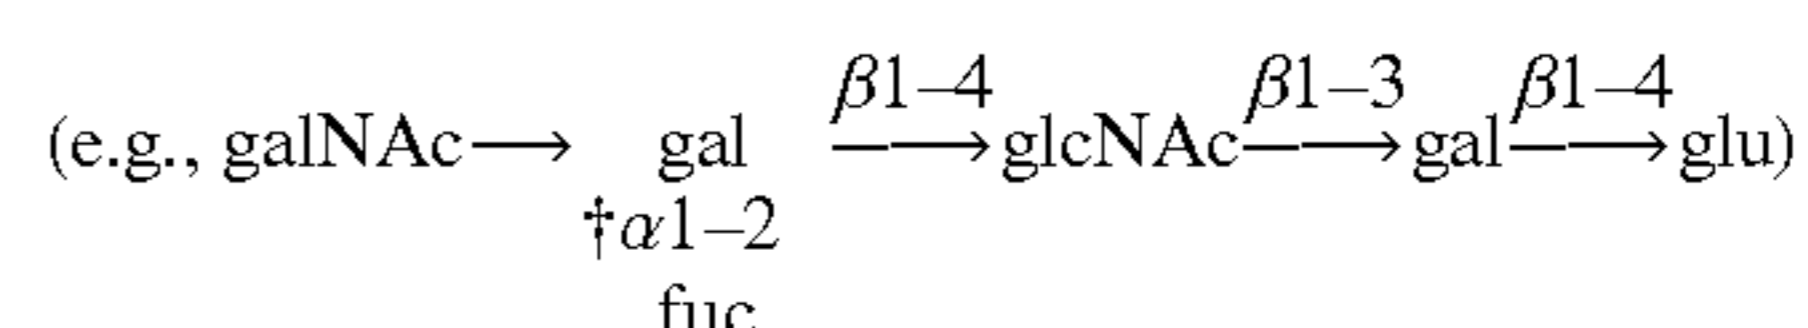 β1–4 β1–3 β1–4
(e.g., galNAc⟶ gal —⟶glcNAc—⟶gal—⟶glu)
†α1–2
fuc